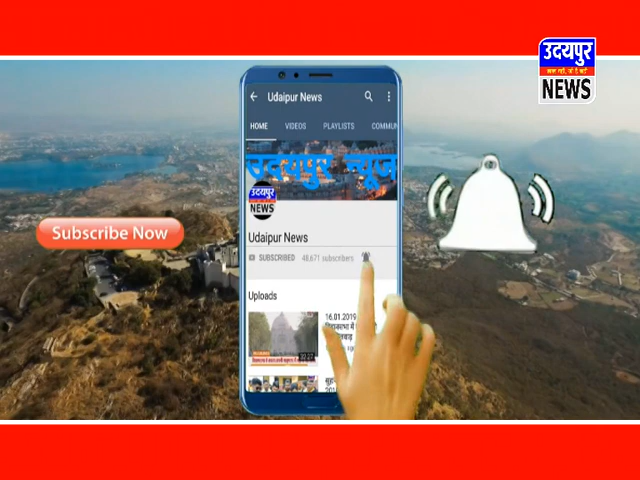 उदयपुर
NEWS
Udaipur News
HOME VIDEOS PLAYLISTS COMMUN
उदयपुर न्यूज
उदयपुर
NEWS
Subscribe Now
Udaipur News
SUBSCRIBED 48,671 subscribers
Uploads
16.01.2019